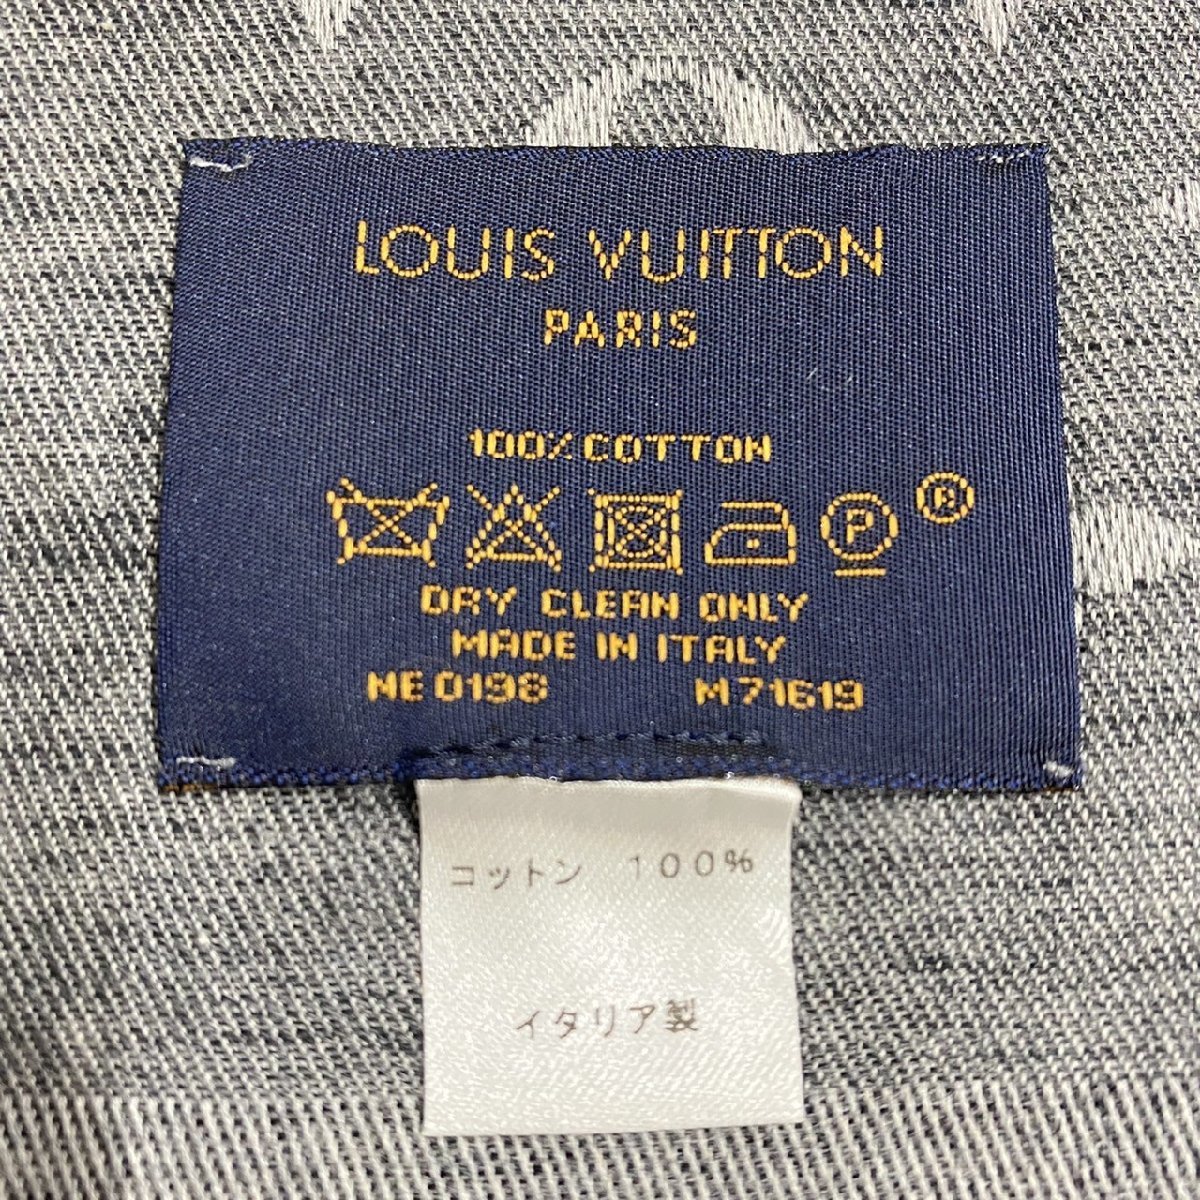 LOUIS VUITTON
PARIS
100% COTTON
P ®
DRY CLEAN ONLY
MADE IN ITALY
NE0198 M71619
コットン 100%
イタリア製